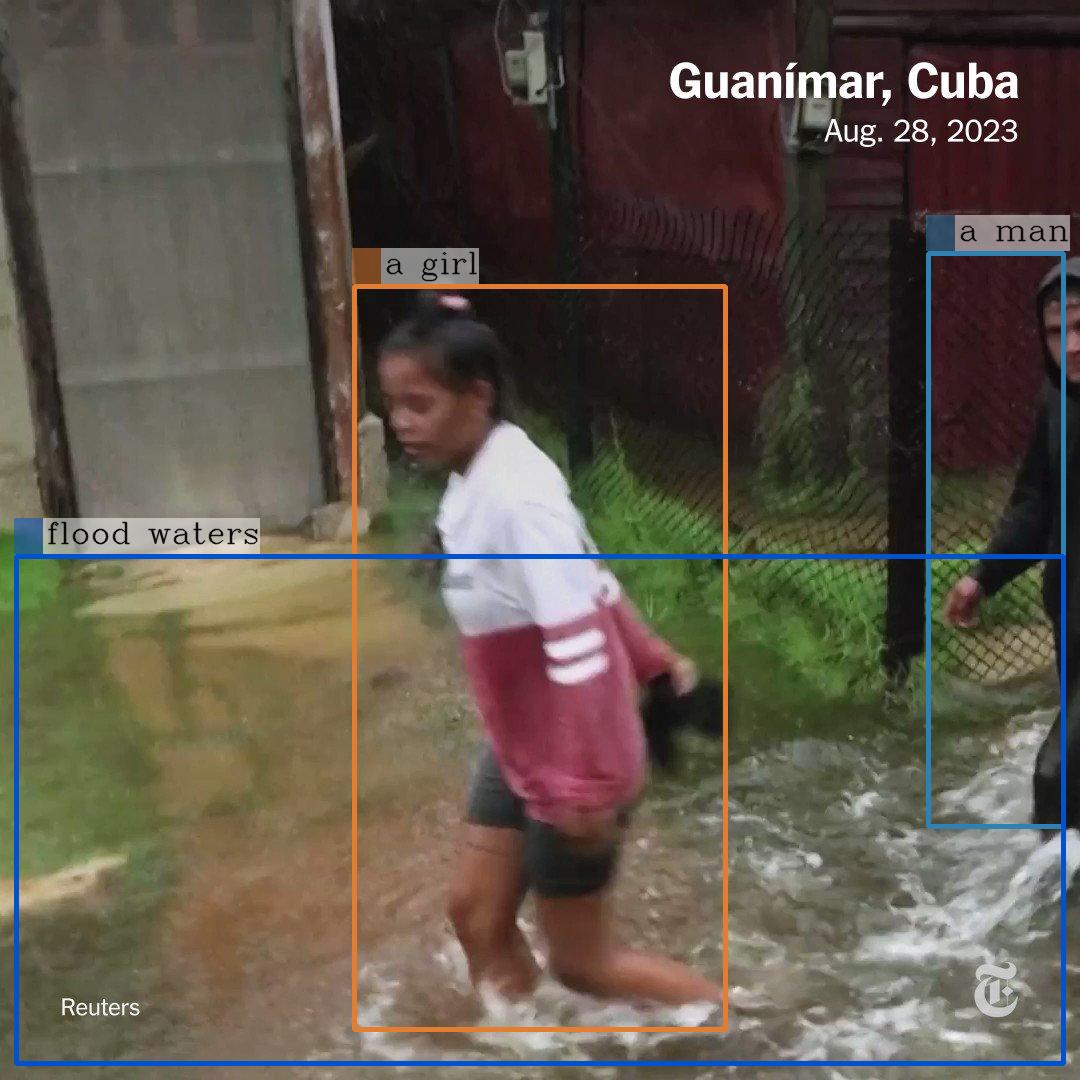 Guanímar, Cuba
Aug. 28, 2023
a man
a girl
flood waters
Reuters